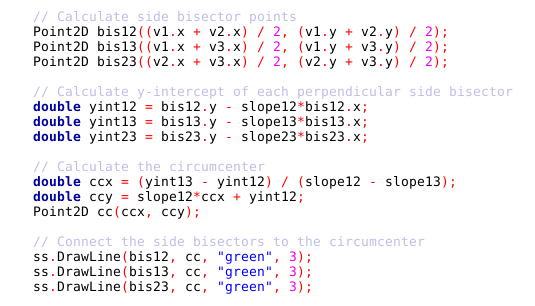 // Calculate side bisector points
Point2D bis12((v1.x + v2.x) / 2, (v1.y + v2.y) / 2);
Point2D bis13((v1.x + v3.x) / 2, (v1.y + v3.y) / 2);
Point2D bis23((v2.x + v3.x) / 2, (v2.y + v3.y) / 2);
// Calculate y-intercept of each perpendicular side bisector
double yint12 = bis12.y - slope12*bis12.x;
double yint13 = bis13.y - slope13*bis13.x;
double yint23 = bis23.y - slope23*bis23.x;
// Calculate the circumcenter
double ccx = (yint13 - yint12) / (slope12 - slope13);
double ccy = slope12*ccx + yint12;
Point2D cc(ccx, ccy);
// Connect the side bisectors to the circumcenter
ss.DrawLine(bis12, cc, "green", 3);
ss.DrawLine(bis13, cc, "green", 3);
ss.DrawLine(bis23, cc, "green", 3);